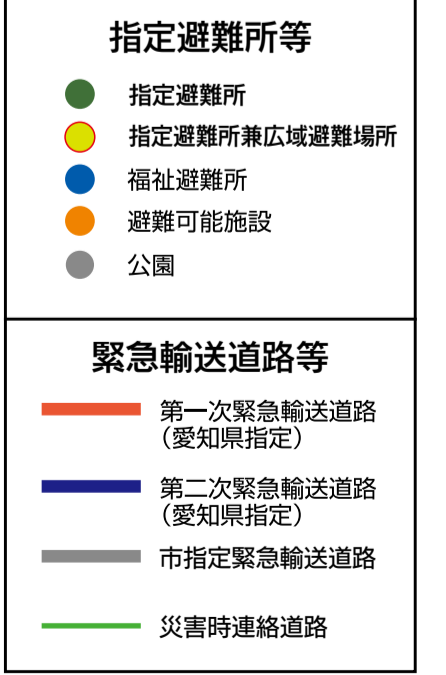 指定避難所等
指定避難所
指定避難所兼広域避難場所
福祉避難所
避難可能施設
公園
緊急輸送道路等
第一次緊急輸送道路
（愛知県指定）
第二次緊急輸送道路
（愛知県指定）
市指定緊急輸送道路
災害時連絡道路